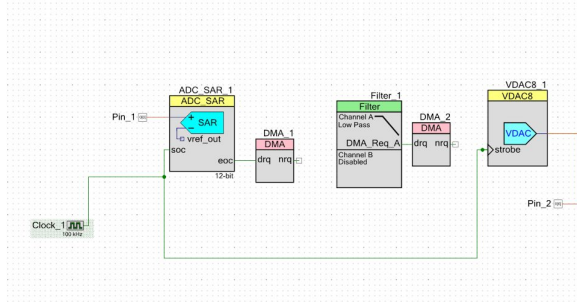 ADC_SAR_1
ADC_SAR
SAR
vref_out
soc
eoc
12-bit
Pin_1
Clock_1
100 kHz
DMA_1
DMA
drq nrq
Filter_1
Filter
Channel A
Low Pass
DMA_Req_A
Channel B
Disabled
DMA_2
DMA
drq nrq
VDAC8_1
VDAC8
VDAC
strobe
Pin_2